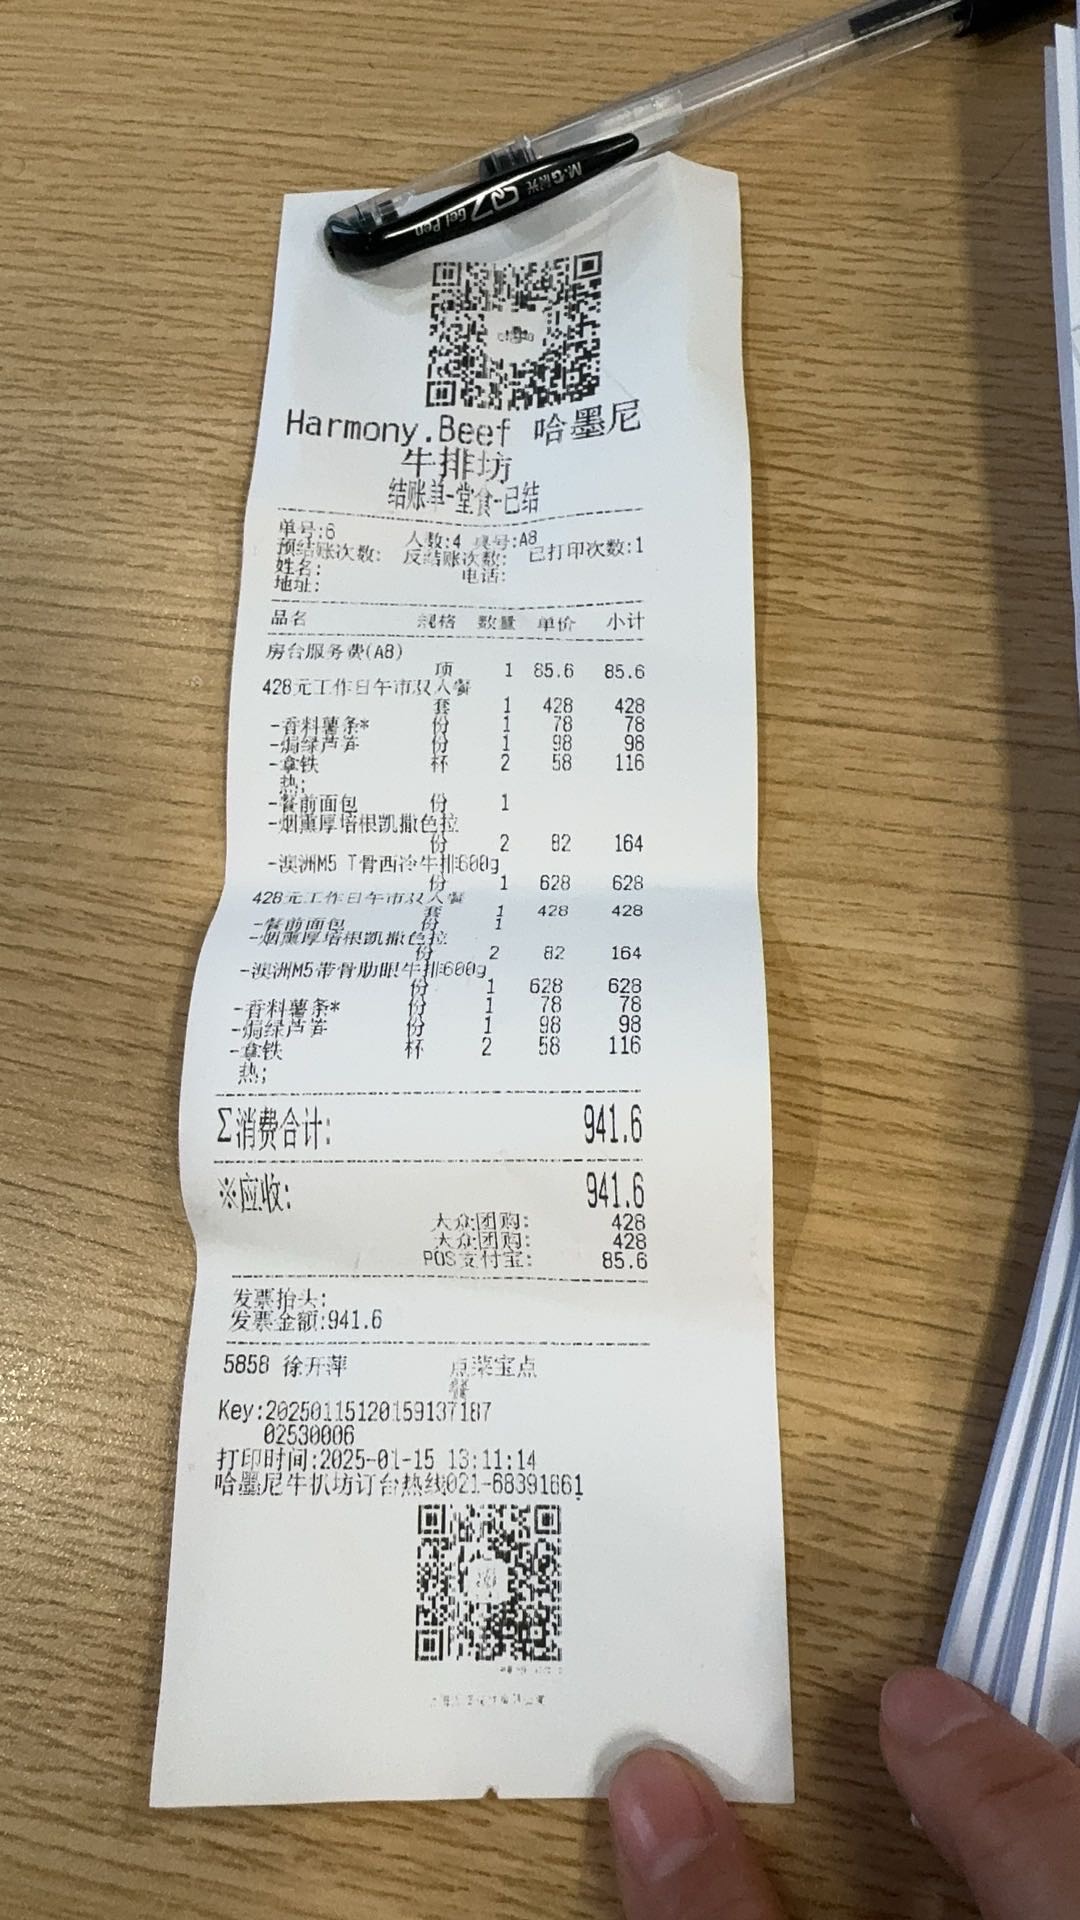 M&G晨光 Q7 Gel Pen
Harmony.Beef 哈墨尼
牛排坊
结账单-堂食-已结
单号:6 人数:4 桌号:A8
预结账次数: 反结账次数: 已打印次数:1
姓名: 电话:
地址:
品名 规格 数量 单价 小计
房台服务费(A8)
项 1 85.6 85.6
428元工作日午市双人餐
套 1 428 428
-香料薯条* 份 1 78 78
-焗绿芦笋 份 1 98 98
-拿铁 杯 2 58 116
热;
-餐前面包 份 1
-烟熏厚培根凯撒色拉
份 2 82 164
-澳洲M5 T骨西冷牛排600g
份 1 628 628
428元工作日午市双人餐
套 1 428 428
-餐前面包 份 1
-烟熏厚培根凯撒色拉
份 2 82 164
-澳洲M5带骨肋眼牛排600g
份 1 628 628
-香料薯条* 份 1 78 78
-焗绿芦笋 份 1 98 98
-拿铁 杯 2 58 116
热;
Σ消费合计: 941.6
※应收: 941.6
大众团购: 428
大众团购: 428
POS支付宝: 85.6
发票抬头:
发票金额:941.6
5858 徐开萍 点菜宝点
餐
Key:20250115120159137187
02530006
打印时间:2025-01-15 13:11:14
哈墨尼牛扒坊订台热线021-68391661